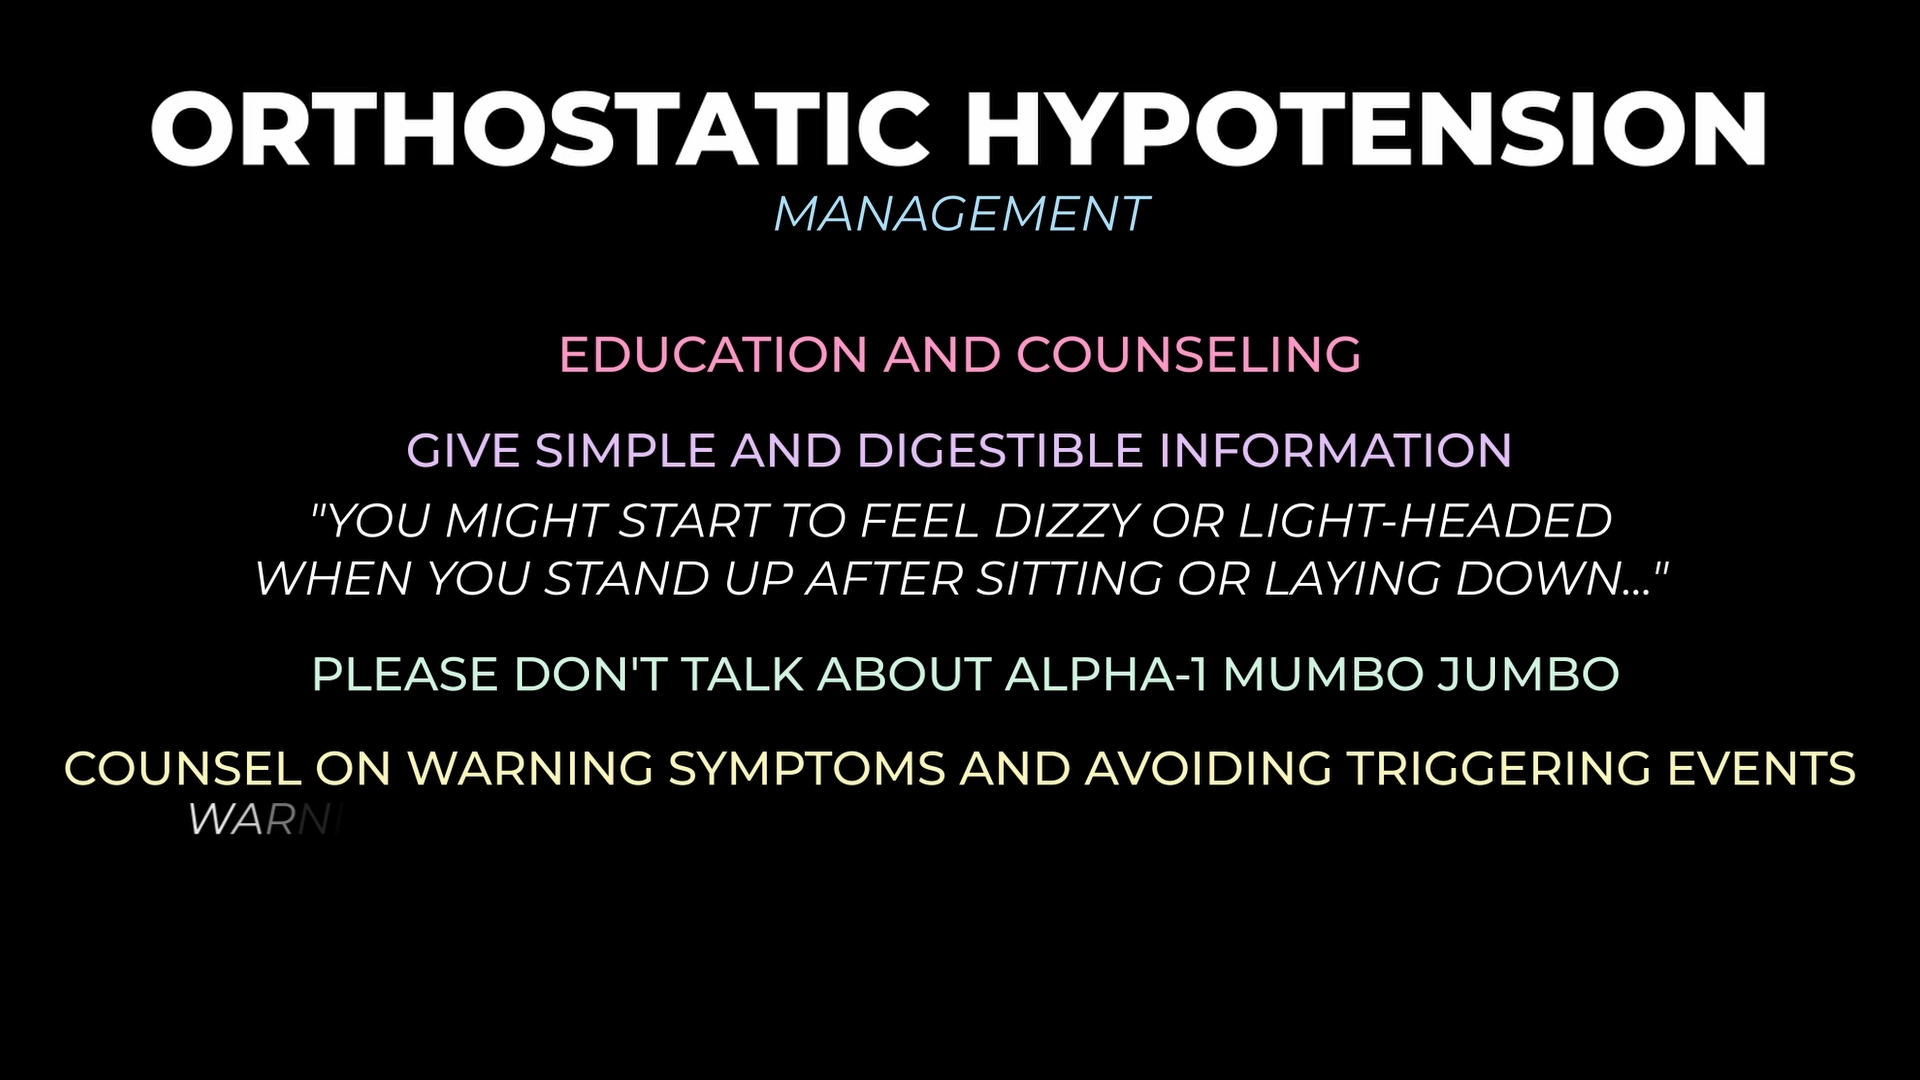 ORTHOSTATIC HYPOTENSION
MANAGEMENT
EDUCATION AND COUNSELING
GIVE SIMPLE AND DIGESTIBLE INFORMATION
"YOU MIGHT START TO FEEL DIZZY OR LIGHT-HEADED
WHEN YOU STAND UP AFTER SITTING OR LAYING DOWN..."
PLEASE DON'T TALK ABOUT ALPHA-1 MUMBO JUMBO
COUNSEL ON WARNING SYMPTOMS AND AVOIDING TRIGGERING EVENTS